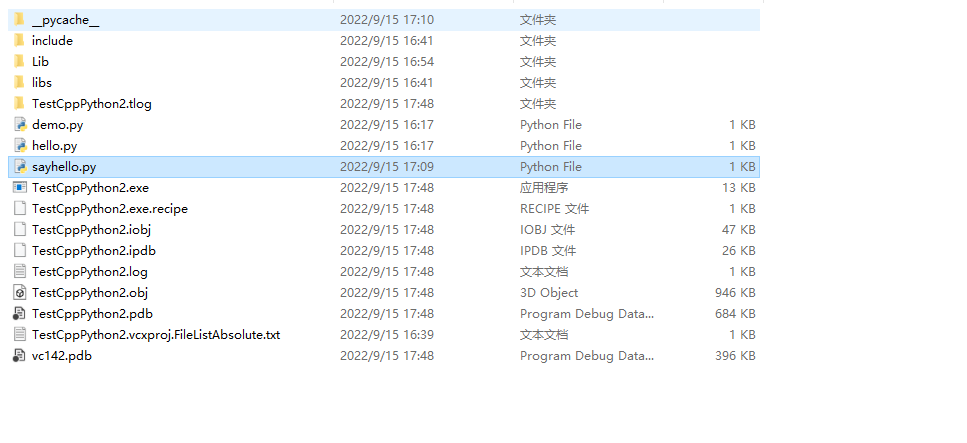 __pycache__ 2022/9/15 17:10 文件夹
include 2022/9/15 16:41 文件夹
Lib 2022/9/15 16:54 文件夹
libs 2022/9/15 16:41 文件夹
TestCppPython2.tlog 2022/9/15 17:48 文件夹
demo.py 2022/9/15 16:17 Python File 1 KB
hello.py 2022/9/15 16:17 Python File 1 KB
sayhello.py 2022/9/15 17:09 Python File 1 KB
TestCppPython2.exe 2022/9/15 17:48 应用程序 13 KB
TestCppPython2.exe.recipe 2022/9/15 17:48 RECIPE 文件 1 KB
TestCppPython2.iobj 2022/9/15 17:48 IOBJ 文件 47 KB
TestCppPython2.ipdb 2022/9/15 17:48 IPDB 文件 26 KB
TestCppPython2.log 2022/9/15 17:48 文本文档 1 KB
TestCppPython2.obj 2022/9/15 17:48 3D Object 946 KB
TestCppPython2.pdb 2022/9/15 17:48 Program Debug Data... 684 KB
TestCppPython2.vcxproj.FileListAbsolute.txt 2022/9/15 16:39 文本文档 1 KB
vc142.pdb 2022/9/15 17:48 Program Debug Data... 396 KB